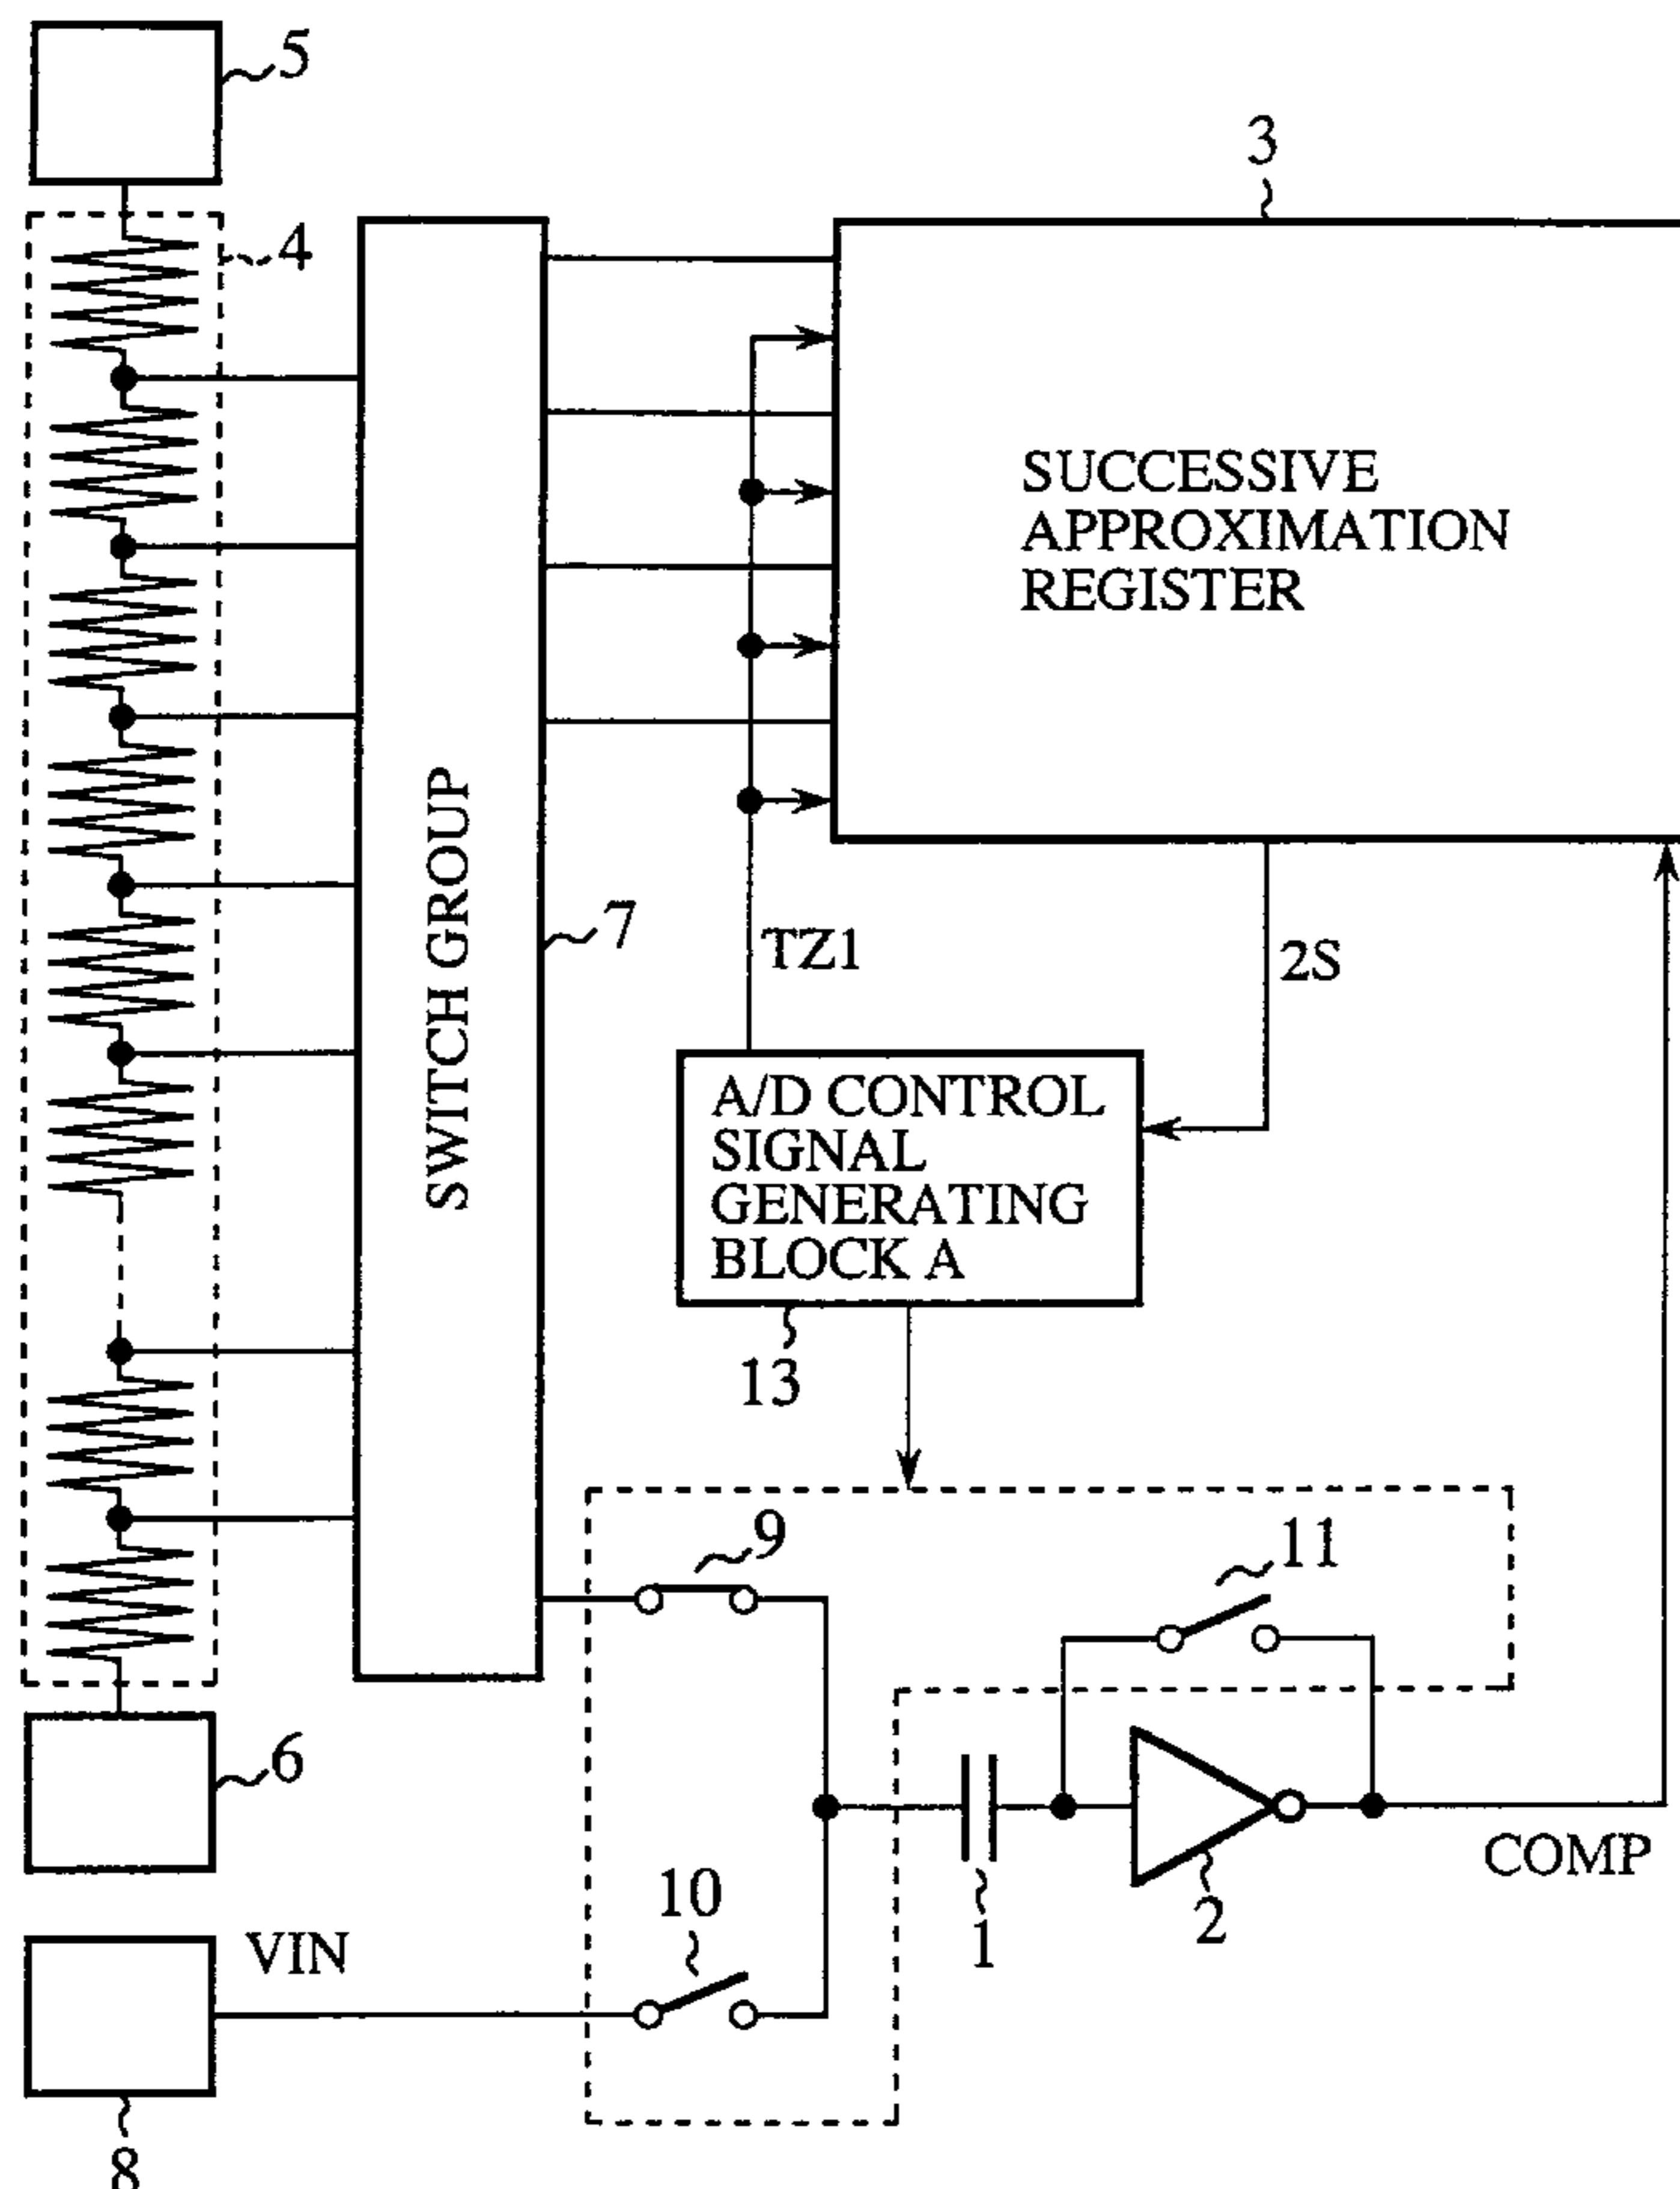 5
3
4
SUCCESSIVE
APPROXIMATION
REGISTER
SWITCH GROUP
7
TZ1
2S
A/D CONTROL
SIGNAL
GENERATING
BLOCK A
13
9
11
6
COMP
10
1
2
VIN
8